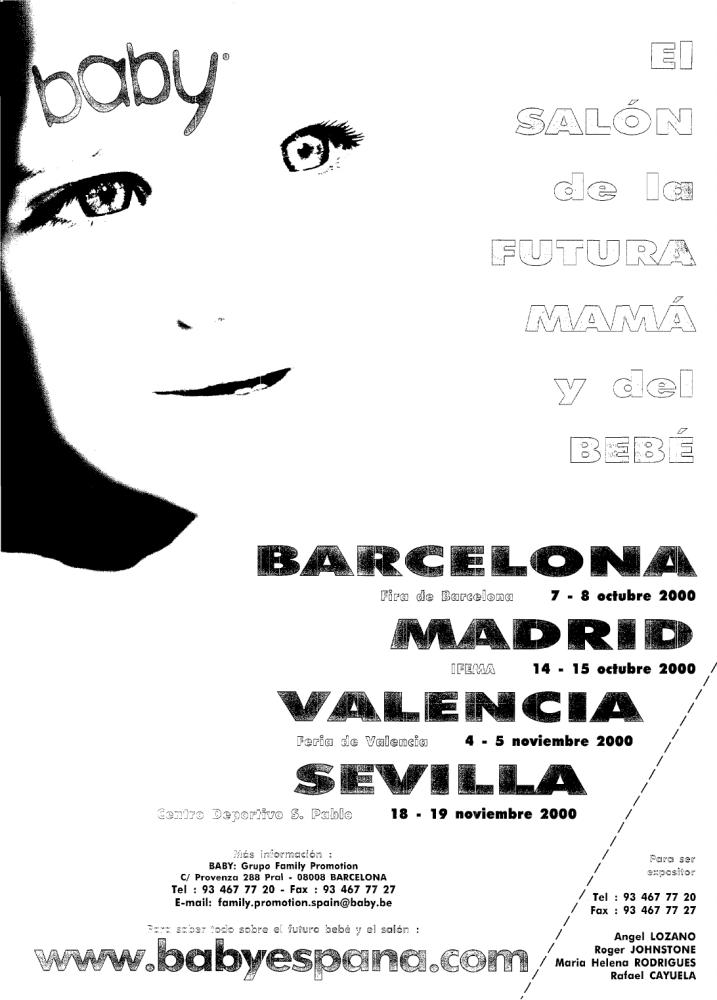 baby®
El
SALÓN
de la
FUTURA
MAMÁ
y del
BEBÉ
BARCELONA
Fira de Barcelona 7 - 8 octubre 2000
MADRID
IFEMA 14 - 15 octubre 2000
VALENCIA
Feria de Valencia 4 - 5 noviembre 2000
SEVILLA
Centro Deportivo S. Pablo 18 - 19 noviembre 2000
Más información :
BABY: Grupo Family Promotion
C/ Provenza 288 Pral - 08008 BARCELONA
Tel : 93 467 77 20 - Fax : 93 467 77 27
E-mail: family.promotion.spain@baby.be
Para saber todo sobre el futuro bebé y el salón :
www.babyespana.com
Para ser
expositor
Tel : 93 467 77 20
Fax : 93 467 77 27
Angel LOZANO
Roger JOHNSTONE
Maria Helena RODRIGUES
Rafael CAYUELA